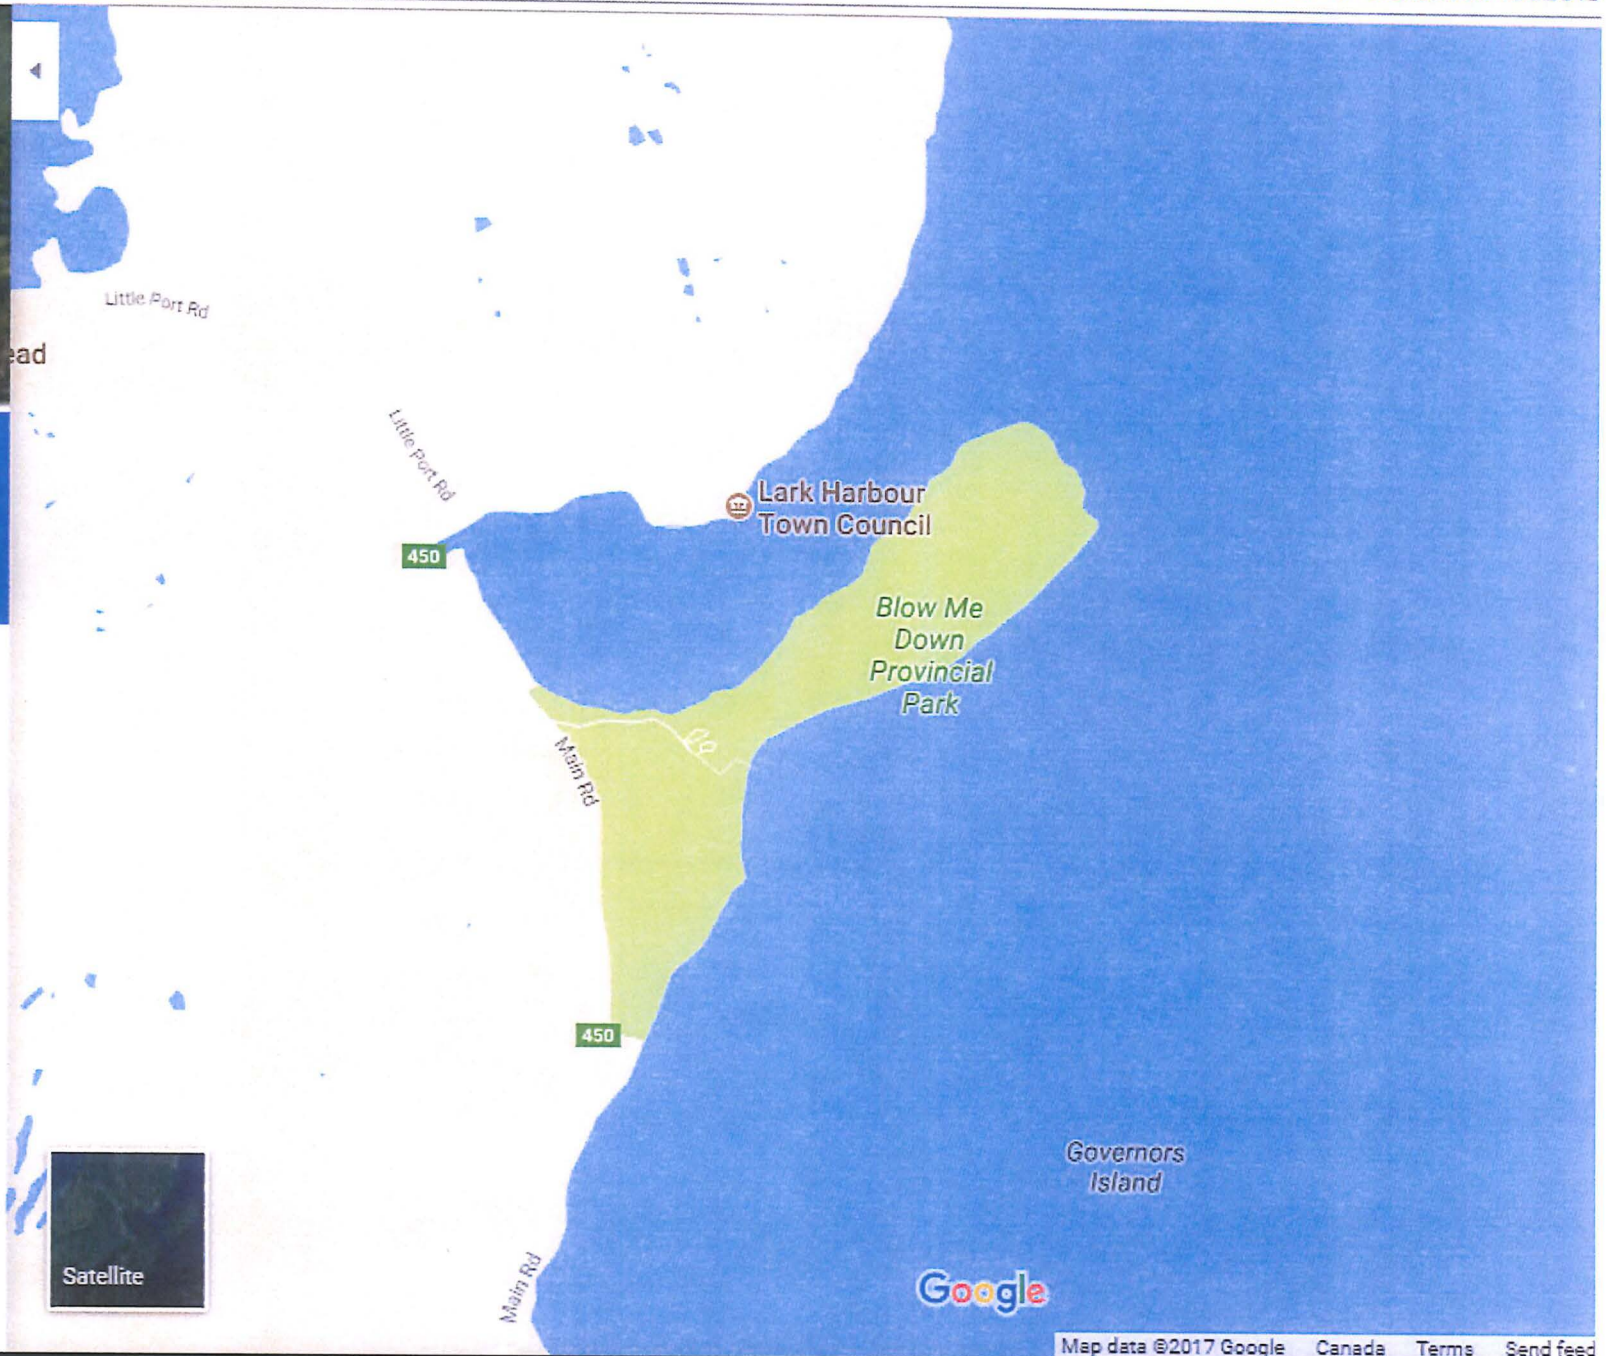 Little Port Rd
ead
Little Port Rd
Lark Harbour
Town Council
450
Blow Me
Down
Provincial
Park
Main Rd
450
Governors
Island
Satellite
Main Rd
Google
Map data ©2017 Google Canada Terms Send feed